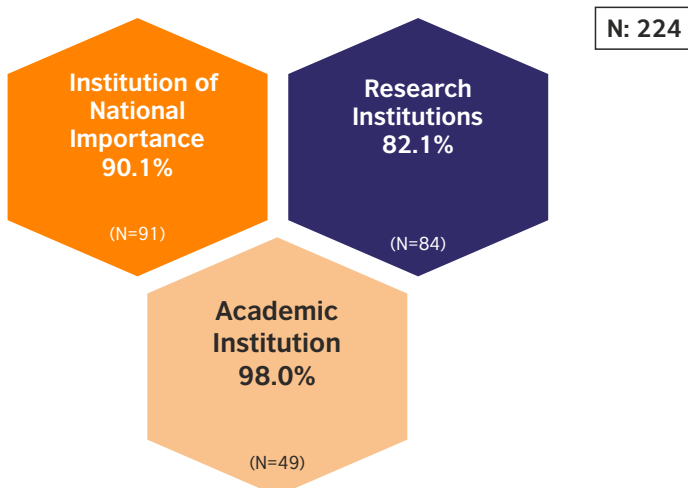 N: 224
Institution of
National
Importance
90.1%
(N=91)
Research
Institutions
82.1%
(N=84)
Academic
Institution
98.0%
(N=49)